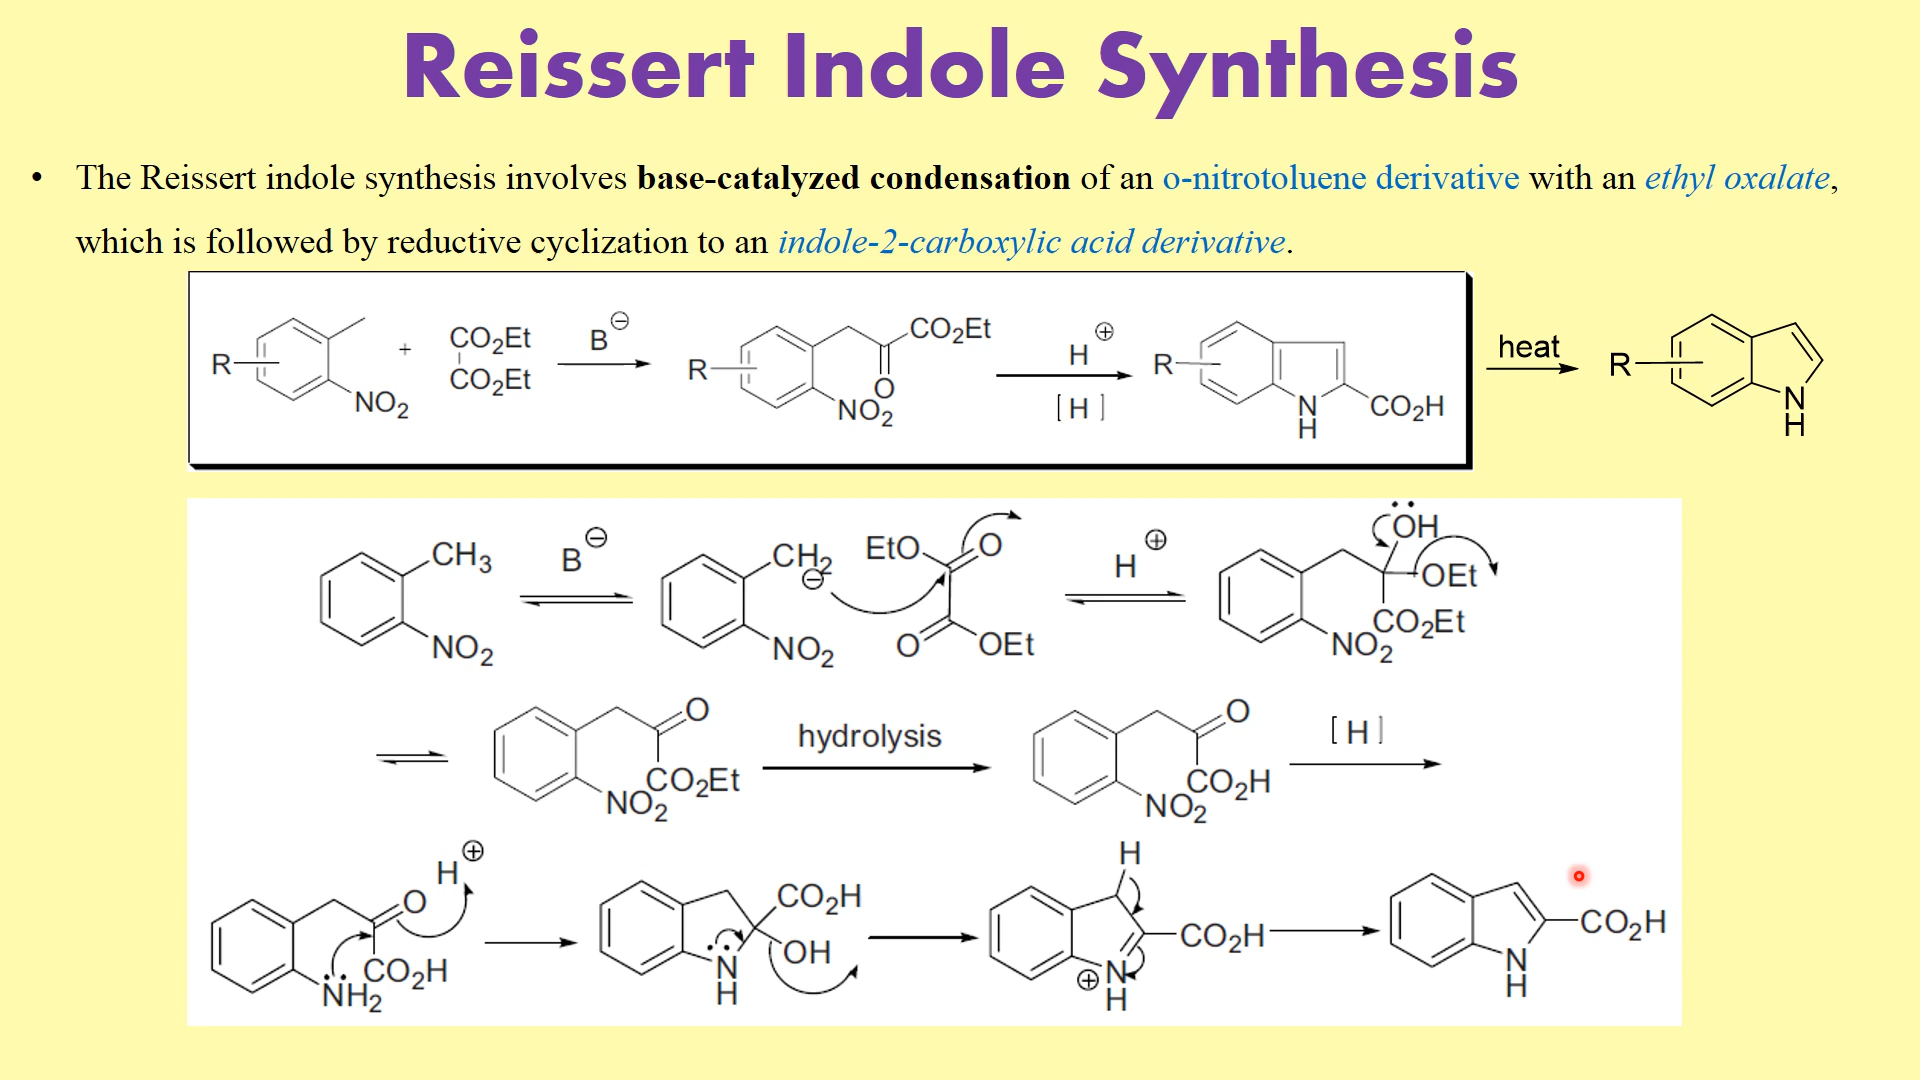 Reissert Indole Synthesis
• The Reissert indole synthesis involves base-catalyzed condensation of an o-nitrotoluene derivative with an ethyl oxalate,
which is followed by reductive cyclization to an indole-2-carboxylic acid derivative.
R NO₂ + CO₂Et CO₂Et B⊖ R NO₂ O CO₂Et H⊕ [H] R N H CO₂H heat R N H
CH₃ NO₂ B⊖ CH₂ ⊖ NO₂ EtO O O OEt H⊕ OH OEt CO₂Et NO₂
O CO₂Et NO₂ hydrolysis O CO₂H NO₂ [H]
H⊕ O CO₂H NH₂ CO₂H OH N H H CO₂H ⊕ N H CO₂H N H